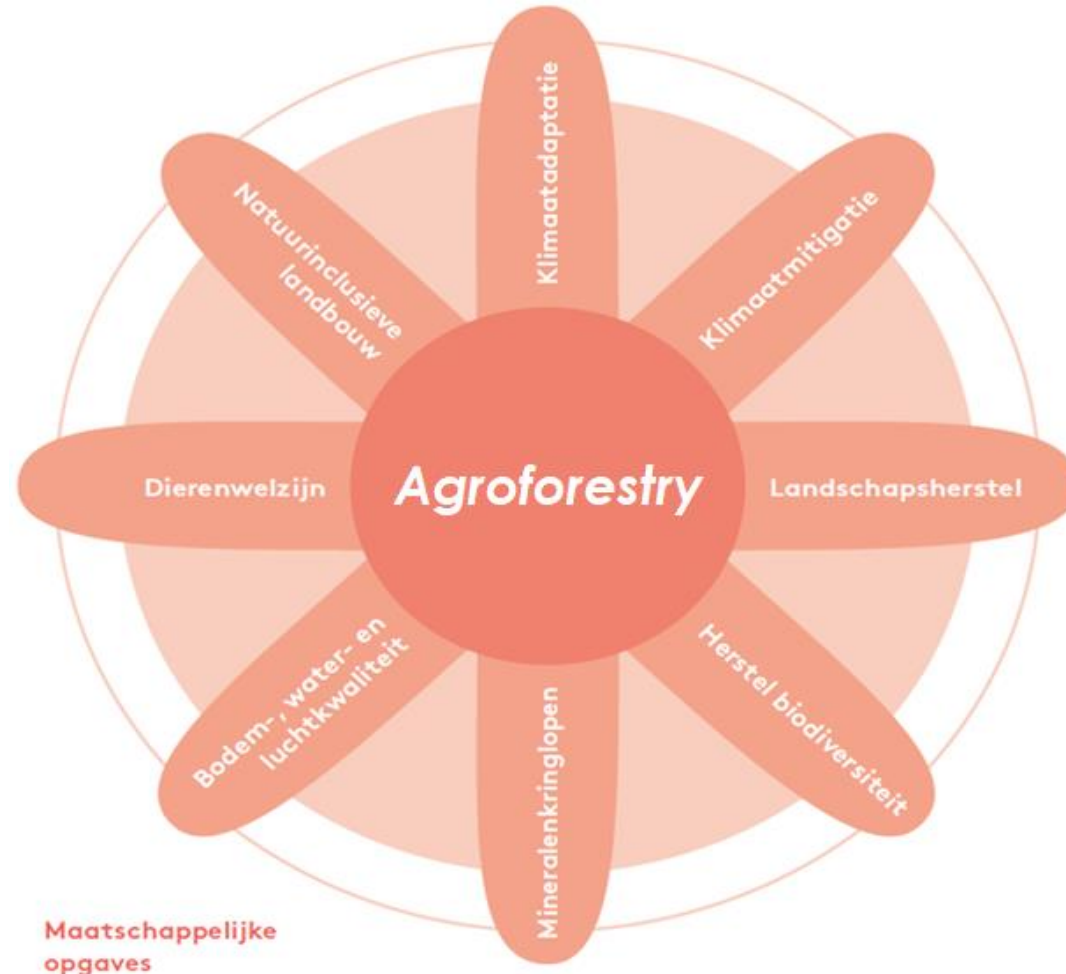 Klimaatadaptatie
Klimaatmitigatie
Landschapsherstel
Herstel biodiversiteit
Mineralenkringlopen
Bodem-, water- en
luchtkwaliteit
Dierenwelzijn
Natuurinclusieve
landbouw
Agroforestry
Maatschappelijke
opgaves